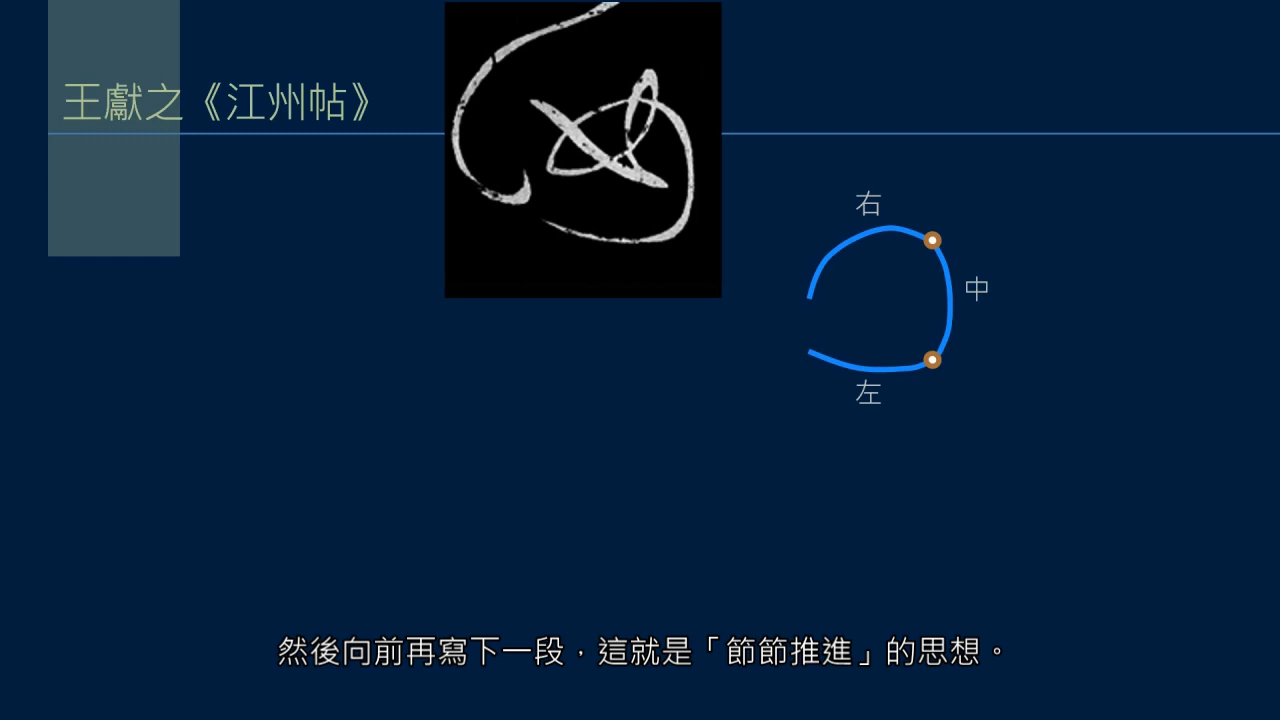 王獻之《江州帖》
右
中
左
然後向前再寫下一段，這就是「節節推進」的思想。